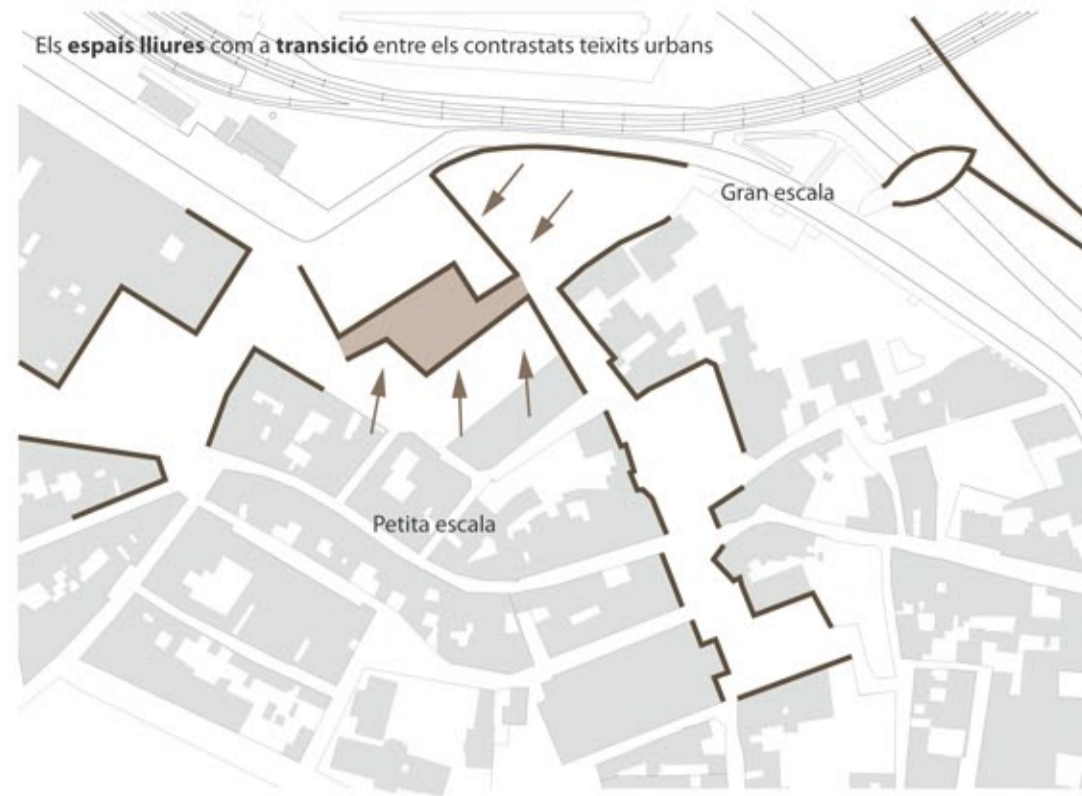 Els espais lliures com a transició entre els contrastats teixits urbans
Gran escala
Petita escala